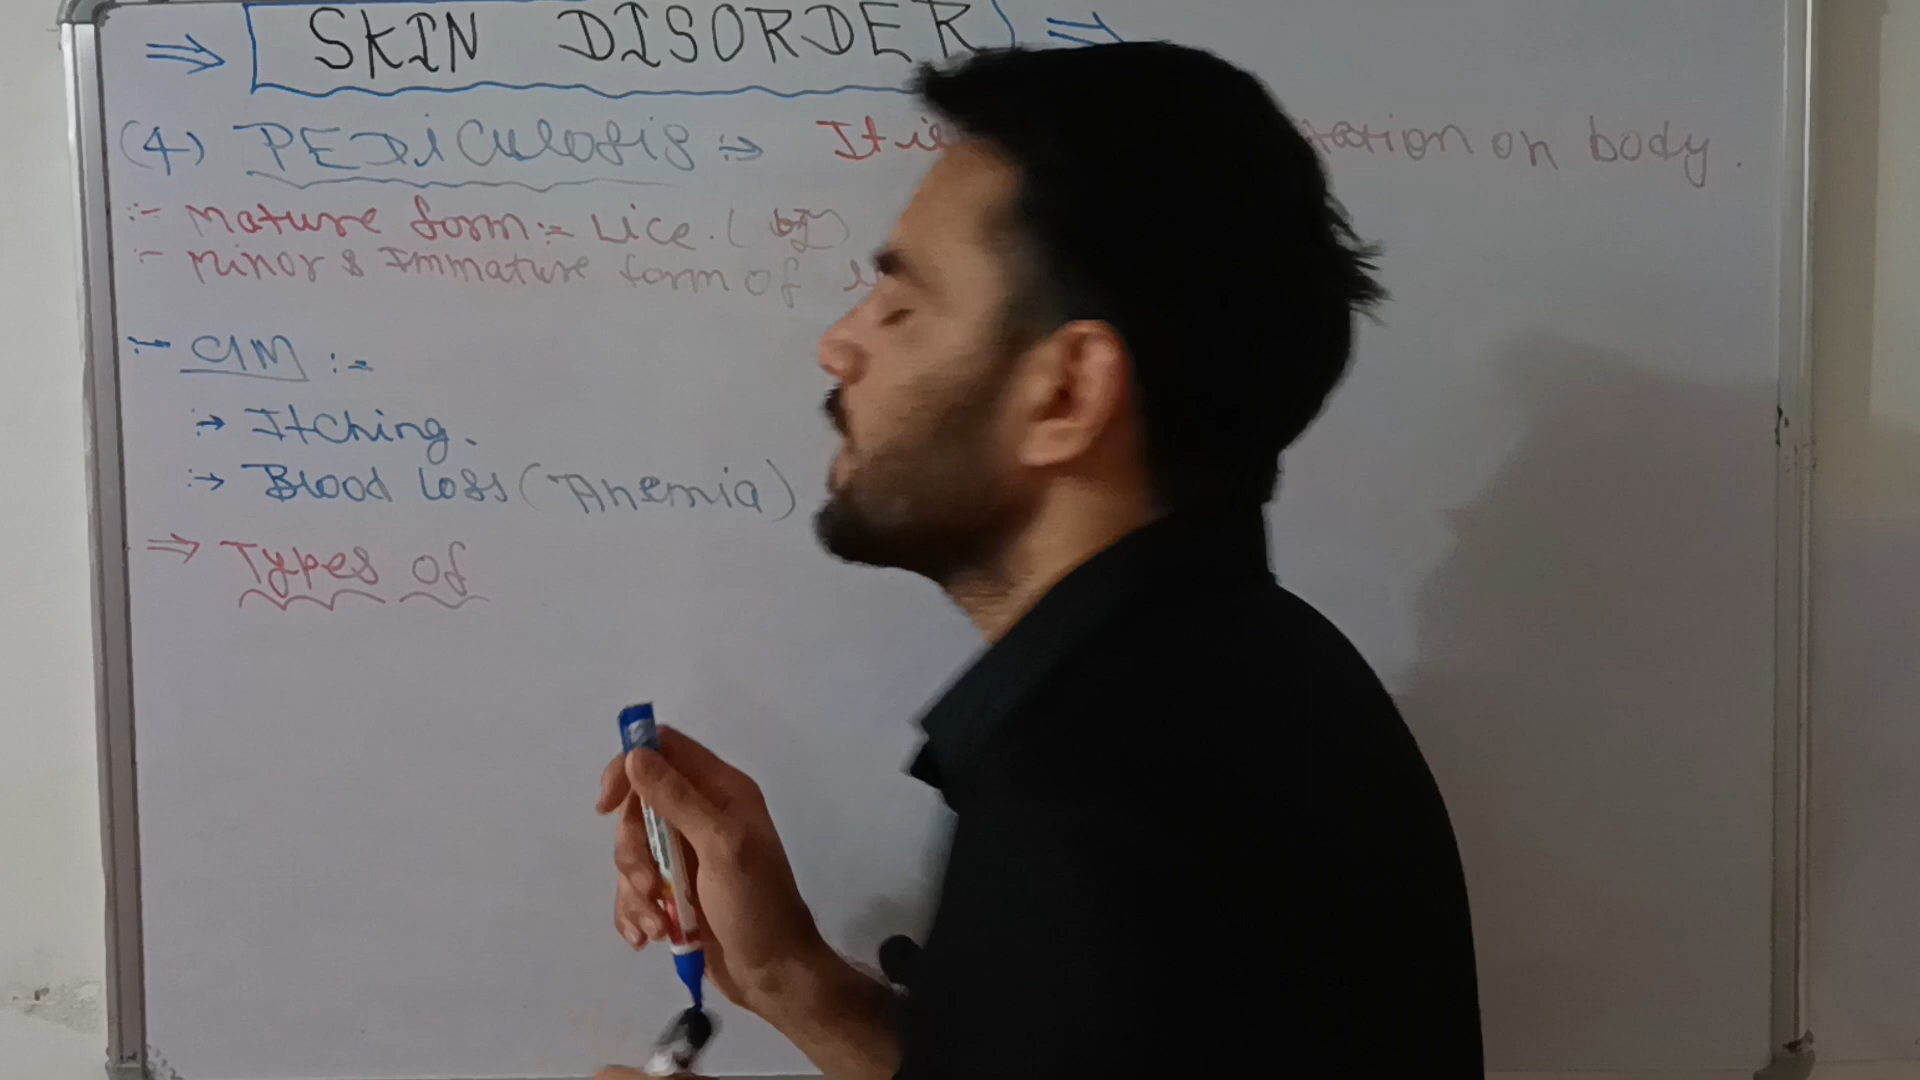 ⇒ SKIN DISORDER ⇒
(4) PEDiCulosis :⇒ It is on body.
:- Mature form :- Lice. (
:- Minor & Immature form of
:- C/M :-
:→ Itching.
:→ Blood Loss (Anemia)
⇒ Types of